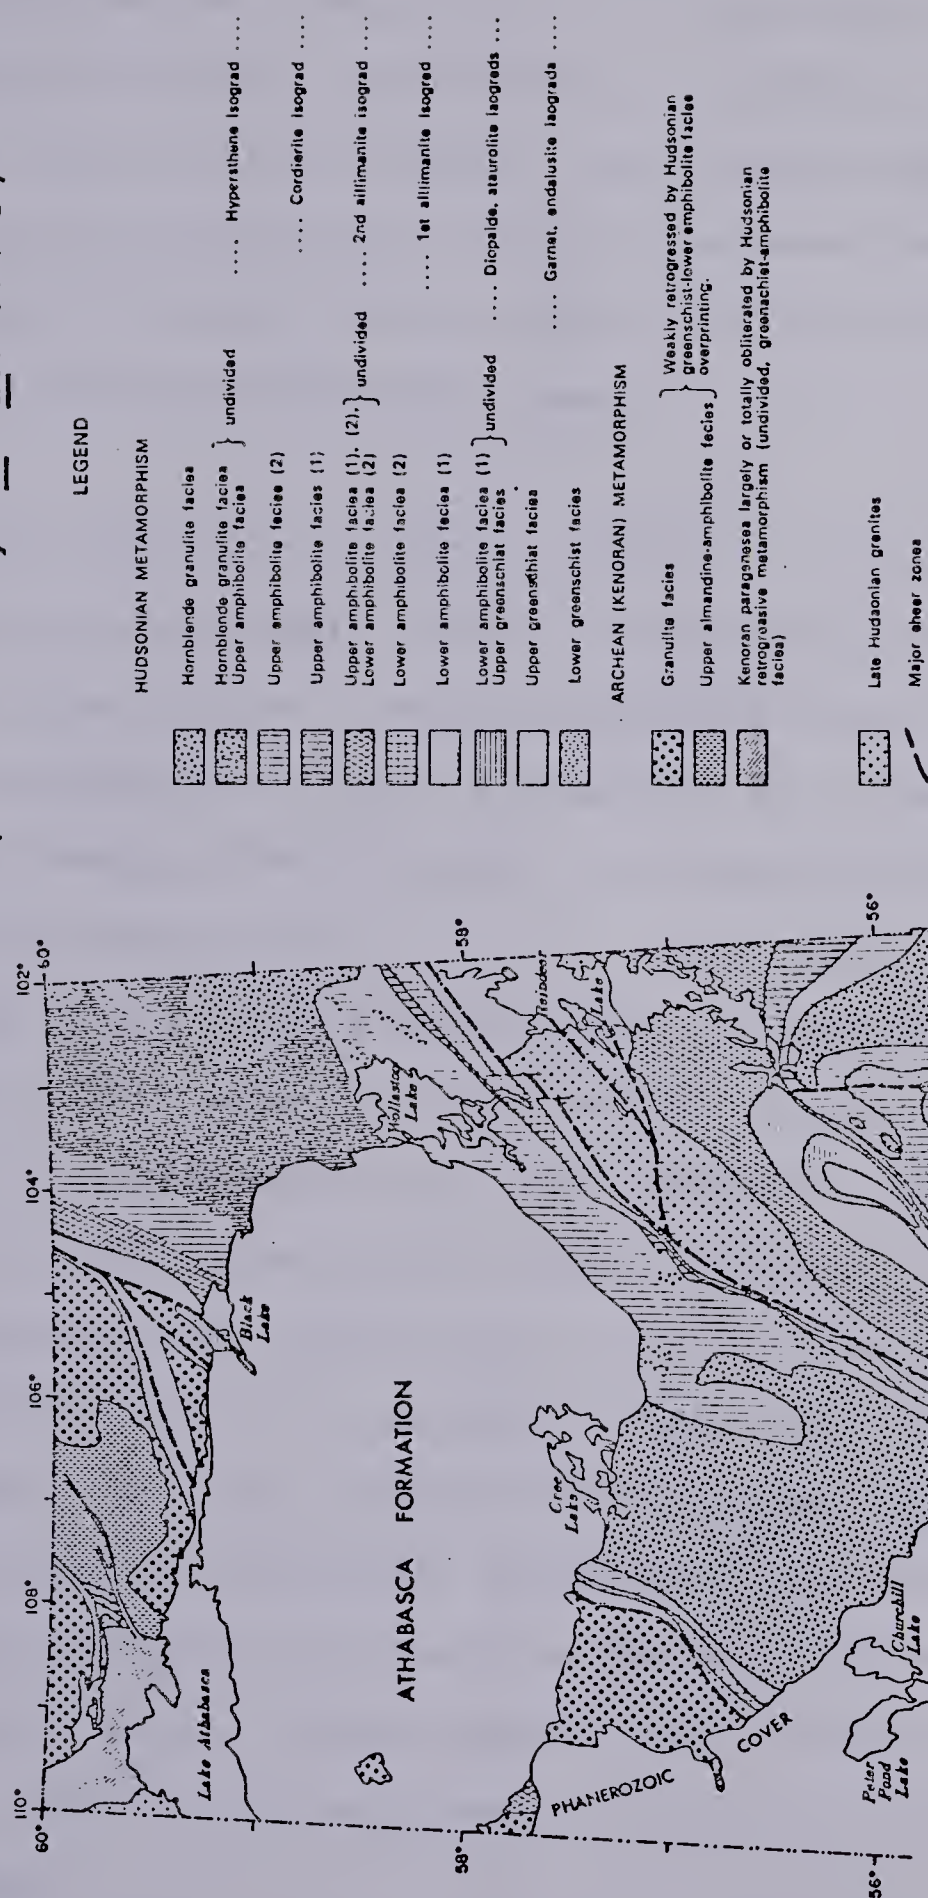 LEGEND
HUDSONIAN METAMORPHISM
Hornblende granulite facies
Hornblende granulite facies } undivided .... Hypersthene isograd ....
Upper amphibolite facies
Upper amphibolite facies (2)
.... Cordierite isograd ....
Upper amphibolite facies (1)
Upper amphibolite facies (1), (2), } undivided .... 2nd sillimanite isograd ....
Lower amphibolite facies (2)
Lower amphibolite facies (2)
.... 1st sillimanite isograd ....
Lower amphibolite facies (1)
Lower amphibolite facies (1) } undivided
Upper greenschist facies
.... Diopside, staurolite isograds ...
Upper greenschist facies
.... Garnet, andalusite isograds ....
Lower greenschist facies
ARCHEAN (KENORAN) METAMORPHISM
Granulite facies
Upper almandine-amphibolite facies
} Weakly retrogressed by Hudsonian
greenschist-lower amphibolite facies
overprinting.
Kenoran parageneses largely or totally obliterated by Hudsonian
retrogressive metamorphism (undivided, greenschist-amphibolite
facies)
Late Hudsonian granites
Major shear zones
110°
108°
106°
104°
102°
60°
60°
58°
58°
56°
56°
Lake Athabasca
Black
Lake
Wollaston
Lake
Reindeer
Lake
ATHABASCA FORMATION
Cree
Lake
PHANEROZOIC
COVER
Peter
Pond
Lake
Churchill
Lake